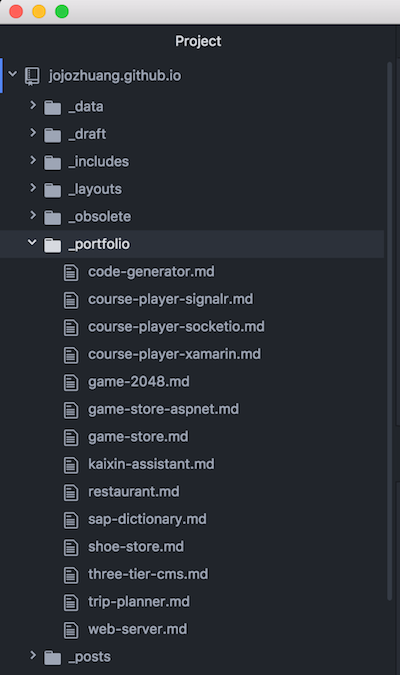 Project
jojozhuang.github.io
_data
_draft
_includes
_layouts
_obsolete
_portfolio
code-generator.md
course-player-signalr.md
course-player-socketio.md
course-player-xamarin.md
game-2048.md
game-store-aspnet.md
game-store.md
kaixin-assistant.md
restaurant.md
sap-dictionary.md
shoe-store.md
three-tier-cms.md
trip-planner.md
web-server.md
_posts